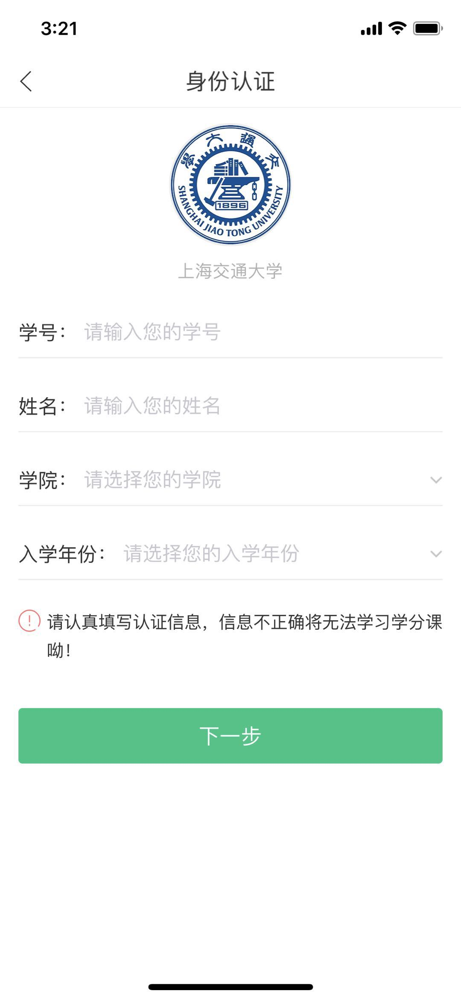 3:21
身份认证
學大通交
1896
SHANGHAI JIAO TONG UNIVERSITY
上海交通大学
学号： 请输入您的学号
姓名： 请输入您的姓名
学院： 请选择您的学院
入学年份： 请选择您的入学年份
请认真填写认证信息，信息不正确将无法学习学分课
呦！
下一步